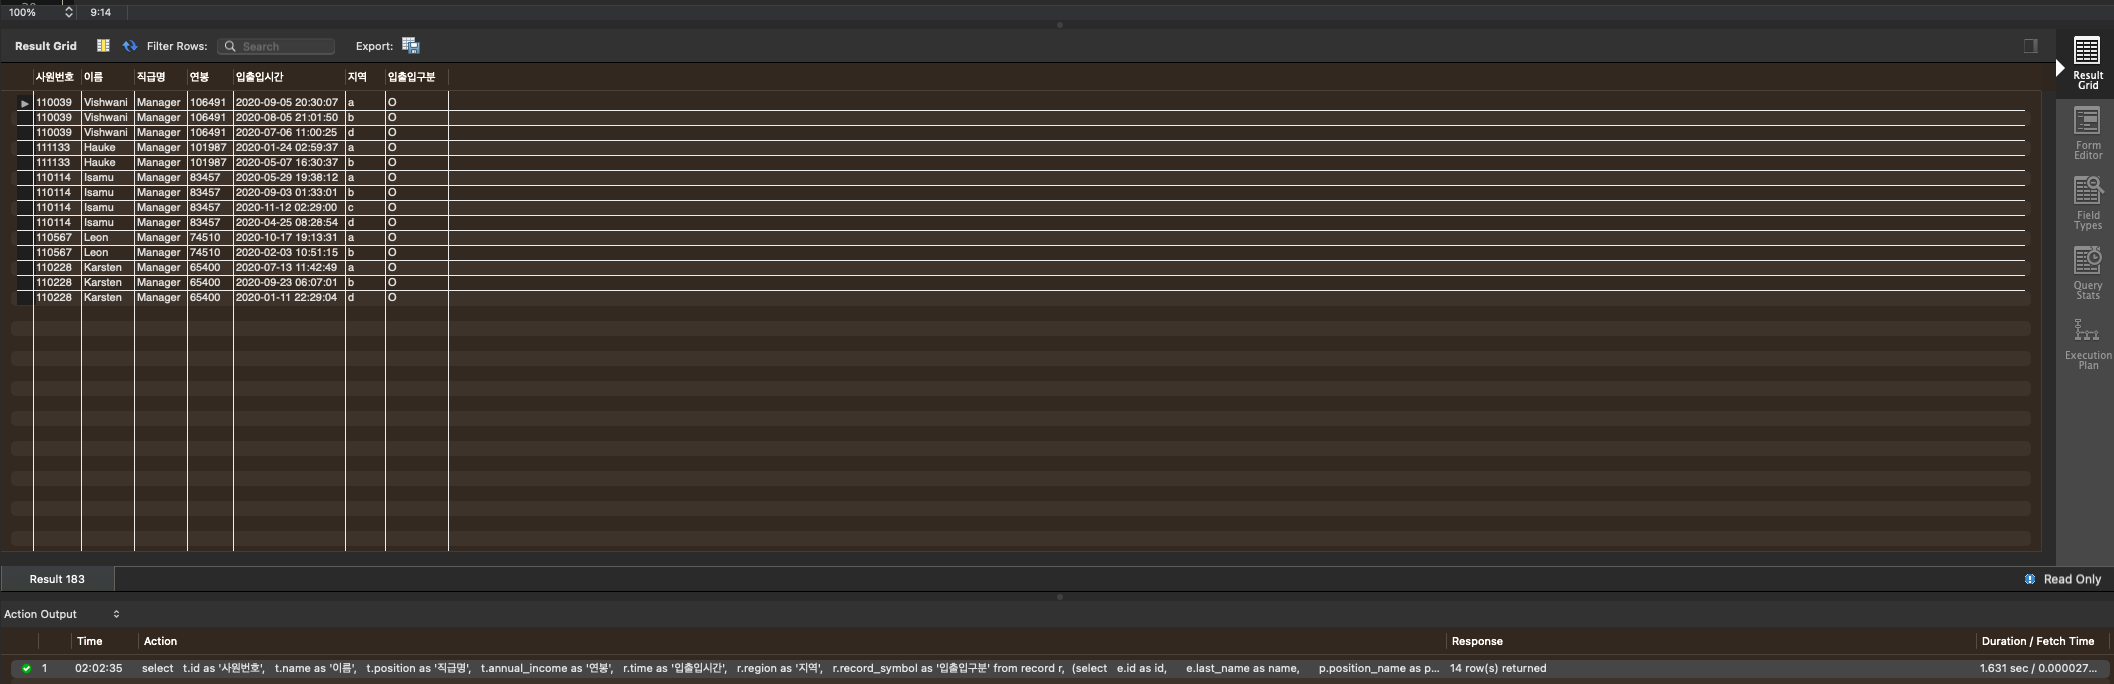 100% 9:14
Result Grid Filter Rows: Search Export:
사원번호 이름 직급명 연봉 입출입시간 지역 입출입구분
110039 Vishwani Manager 106491 2020-09-05 20:30:07 a O
110039 Vishwani Manager 106491 2020-08-05 21:01:50 b O
110039 Vishwani Manager 106491 2020-07-06 11:00:25 d O
111133 Hauke Manager 101987 2020-01-24 02:59:37 a O
111133 Hauke Manager 101987 2020-05-07 16:30:37 b O
110114 Isamu Manager 83457 2020-05-29 19:38:12 a O
110114 Isamu Manager 83457 2020-09-03 01:33:01 b O
110114 Isamu Manager 83457 2020-11-12 02:29:00 c O
110114 Isamu Manager 83457 2020-04-25 08:28:54 d O
110567 Leon Manager 74510 2020-10-17 19:13:31 a O
110567 Leon Manager 74510 2020-02-03 10:51:15 b O
110228 Karsten Manager 65400 2020-07-13 11:42:49 a O
110228 Karsten Manager 65400 2020-09-23 06:07:01 b O
110228 Karsten Manager 65400 2020-01-11 22:29:04 d O
Result
Grid
Form
Editor
Field
Types
Query
Stats
Execution
Plan
Result 183 Read Only
Action Output
Time Action Response Duration / Fetch Time
1 02:02:35 select t.id as '사원번호', t.name as '이름', t.position as '직급명', t.annual_income as '연봉', r.time as '입출입시간', r.region as '지역', r.record_symbol as '입출입구분' from record r, (select e.id as id, e.last_name as name, p.position_name as p... 14 row(s) returned 1.631 sec / 0.000027...